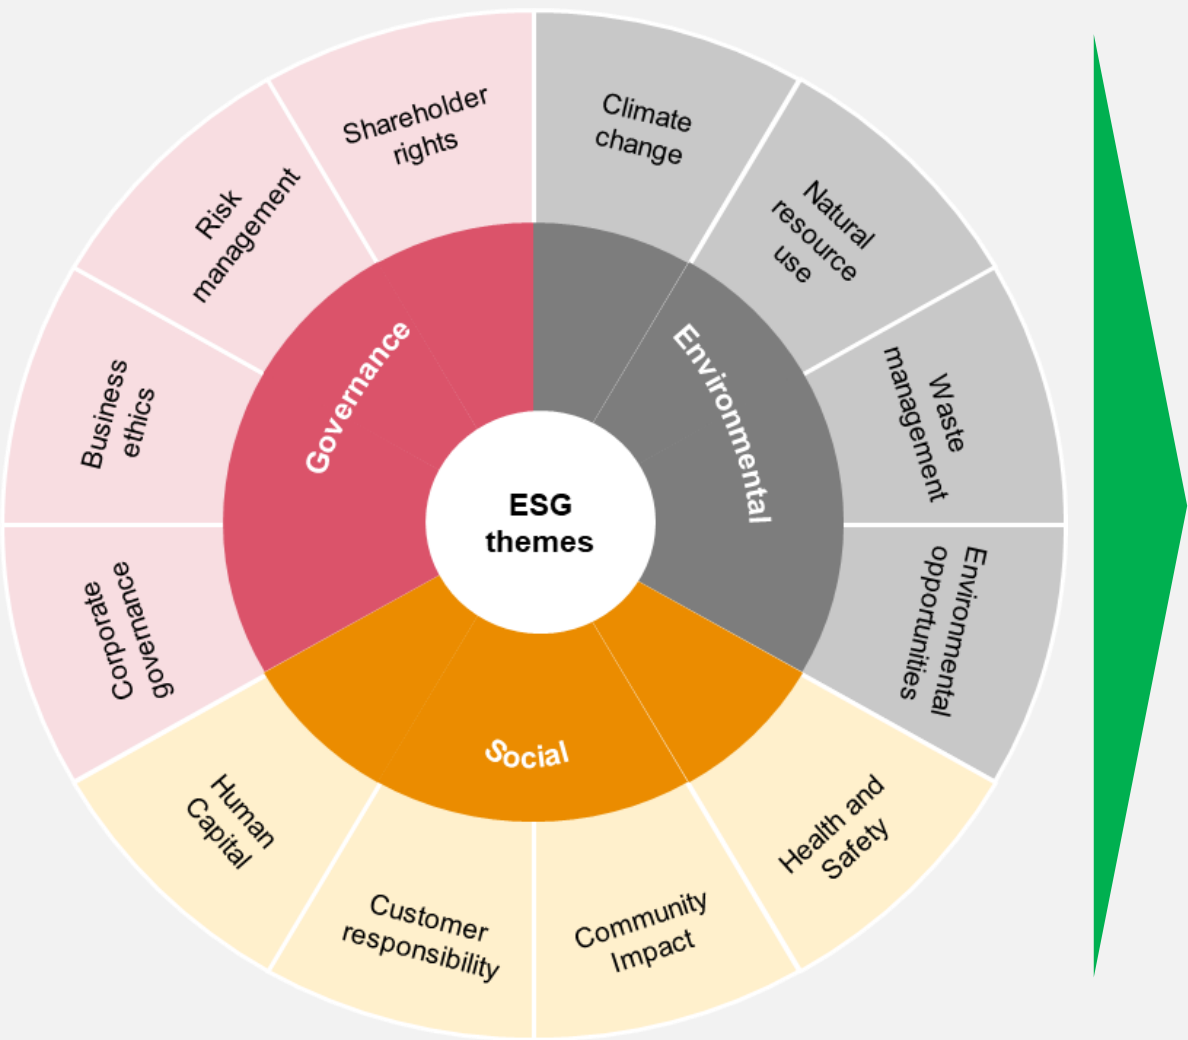 ESG
themes
Environmental
Climate
change
Natural
resource
use
Waste
management
Environmental
opportunities
Social
Health and
Safety
Community
Impact
Customer
responsibility
Human
Capital
Governance
Corporate
governance
Business
ethics
Risk
management
Shareholder
rights